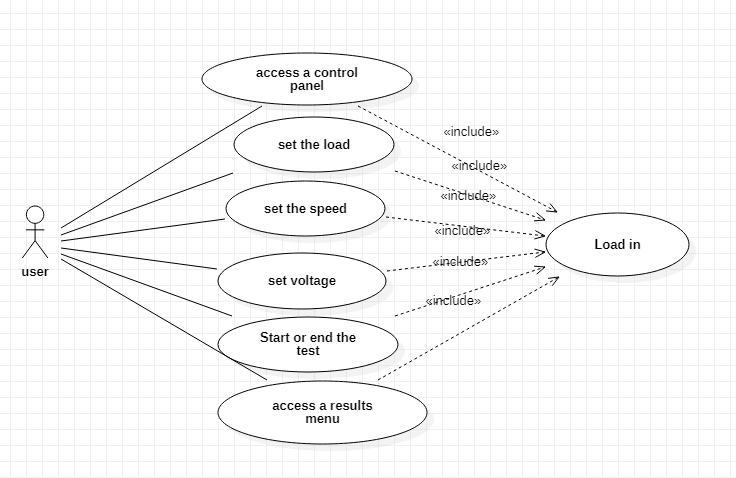 access a control
panel
«include»
set the load
«include»
«include»
set the speed
«include»
Load in
«include»
user
set voltage
«include»
Start or end the
test
access a results
menu